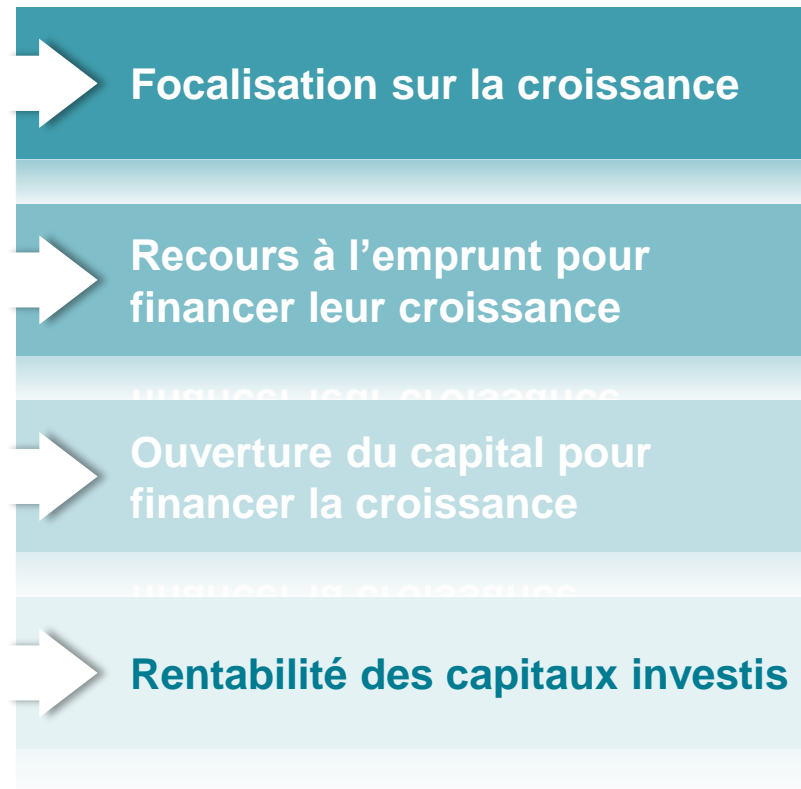 Focalisation sur la croissance
Recours à l’emprunt pour
financer leur croissance
Ouverture du capital pour
financer la croissance
Rentabilité des capitaux investis